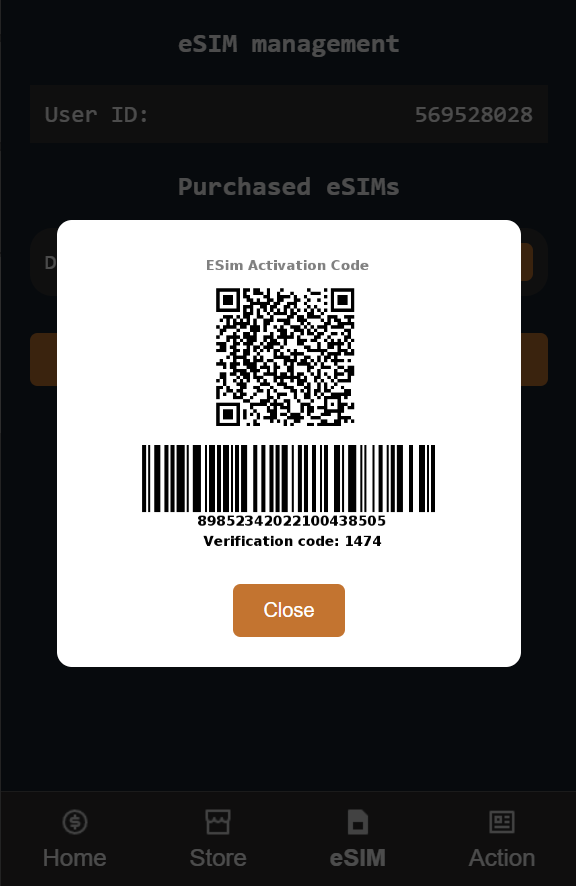 eSIM management
User ID: 569528028
Purchased eSIMs
D
ESim Activation Code
89852342022100438505
Verification code: 1474
Close
Home Store eSIM Action